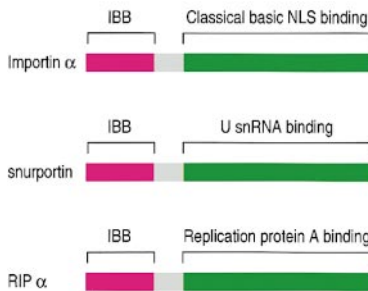 IBB Classical basic NLS binding
Importin α
IBB U snRNA binding
snurportin
IBB Replication protein A binding
RIP α